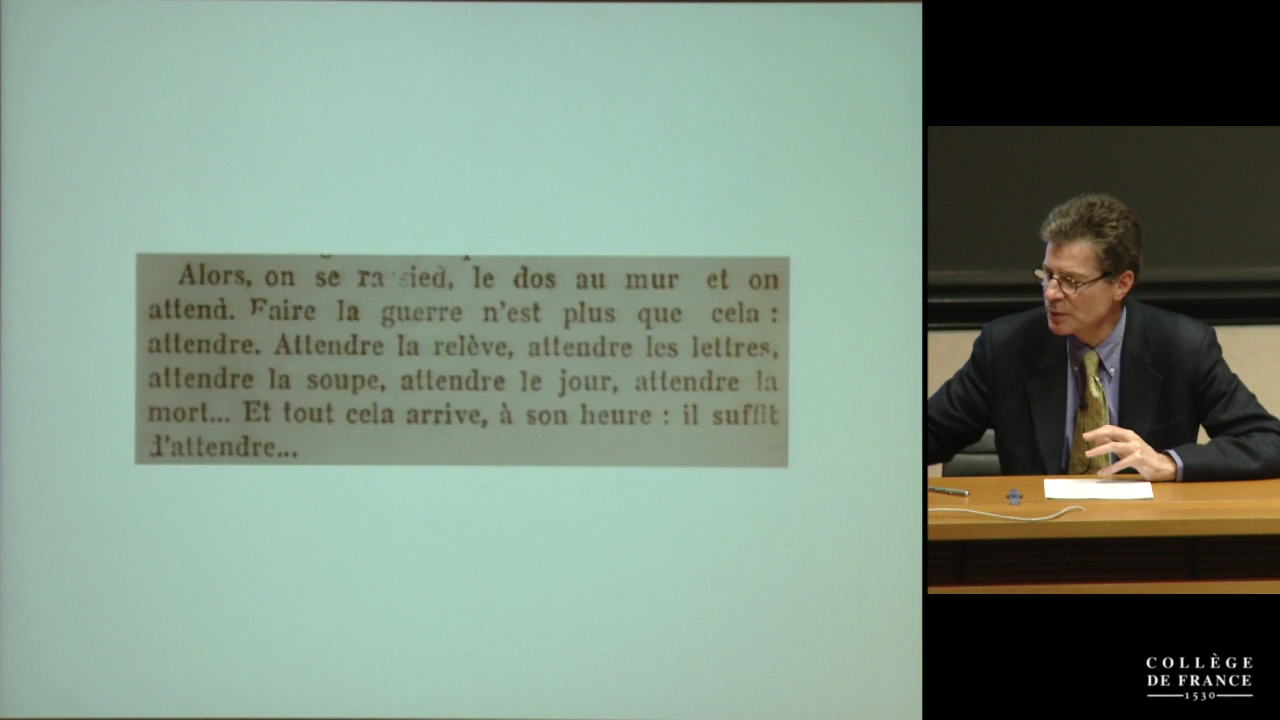 Alors, on se rassied, le dos au mur et on
attend. Faire la guerre n'est plus que cela :
attendre. Attendre la relève, attendre les lettres,
attendre la soupe, attendre le jour, attendre la
mort... Et tout cela arrive, à son heure : il suffit
d'attendre...
COLLÈGE
DE FRANCE
1530